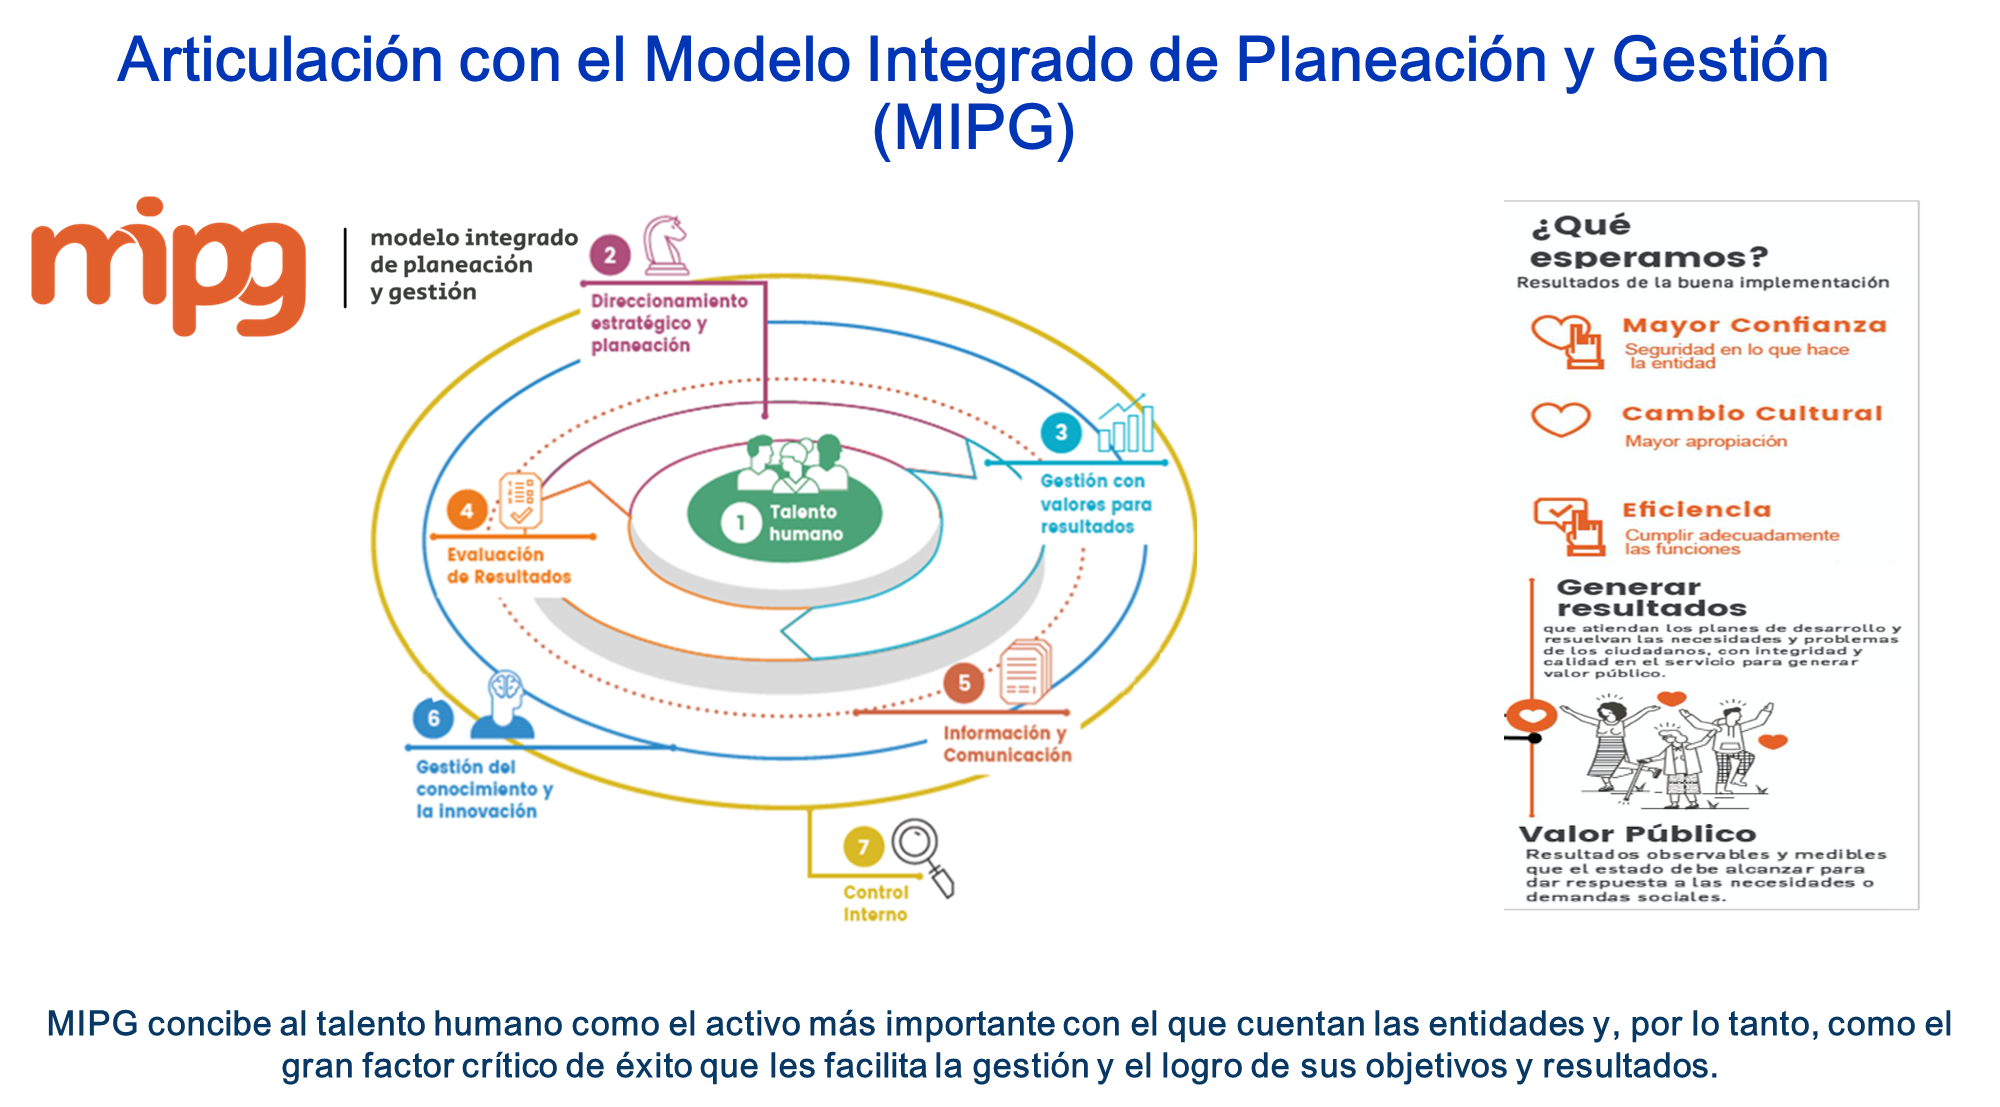 Articulación con el Modelo Integrado de Planeación y Gestión
(MIPG)
mipg
modelo integrado
de planeación
y gestión
2
Direccionamiento
estratégico y
planeación
3
Gestión con
valores para
resultados
1
Talento
humano
4
Evaluación
de Resultados
5
Información y
Comunicación
6
Gestión del
conocimiento y
la innovación
7
Control
Interno
¿Qué
esperamos?
Resultados de la buena implementación
Mayor Confianza
Seguridad en lo que hace
la entidad
Cambio Cultural
Mayor apropiación
Eficiencia
Cumplir adecuadamente
las funciones
Generar
resultados
que atiendan los planes de desarrollo y
resuelvan las necesidades y problemas
de los ciudadanos, con integridad y
calidad en el servicio para generar
valor público.
Valor Público
Resultados observables y medibles
que el estado debe alcanzar para
dar respuesta a las necesidades o
demandas sociales.
MIPG concibe al talento humano como el activo más importante con el que cuentan las entidades y, por lo tanto, como el
gran factor crítico de éxito que les facilita la gestión y el logro de sus objetivos y resultados.